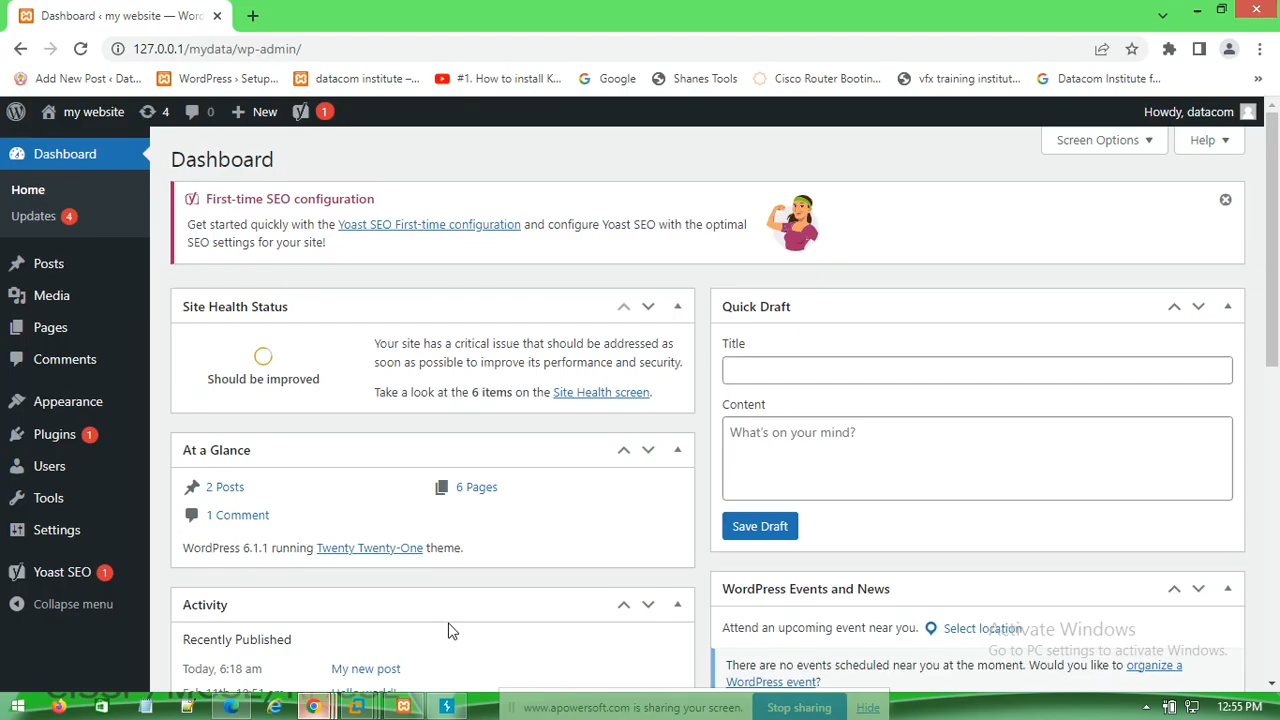 Dashboard ‹ my website — Wor
127.0.0.1/mydata/wp-admin/
Add New Post ‹ Dat... WordPress › Setup... datacom institute –... #1. How to install K... Google Shanes Tools Cisco Router Bootin... vfx training institut... Datacom Institute f... »
my website 4 0 New 1 Howdy, datacom
Dashboard
Home
Updates 4
Posts
Media
Pages
Comments
Appearance
Plugins 1
Users
Tools
Settings
Yoast SEO 1
Collapse menu
Screen Options Help
Dashboard
First-time SEO configuration
Get started quickly with the Yoast SEO First-time configuration and configure Yoast SEO with the optimal
SEO settings for your site!
Site Health Status
Should be improved
Your site has a critical issue that should be addressed as
soon as possible to improve its performance and security.
Take a look at the 6 items on the Site Health screen.
At a Glance
2 Posts 6 Pages
1 Comment
WordPress 6.1.1 running Twenty Twenty-One theme.
Activity
Recently Published
Today, 6:18 am My new post
Quick Draft
Title
Content
What's on your mind?
Save Draft
WordPress Events and News
Attend an upcoming event near you. Select location
There are no events scheduled near you at the moment. Would you like to organize a
WordPress event?
Activate Windows
Go to PC settings to activate Windows.
www.apowersoft.com is sharing your screen. Stop sharing Hide
12:55 PM